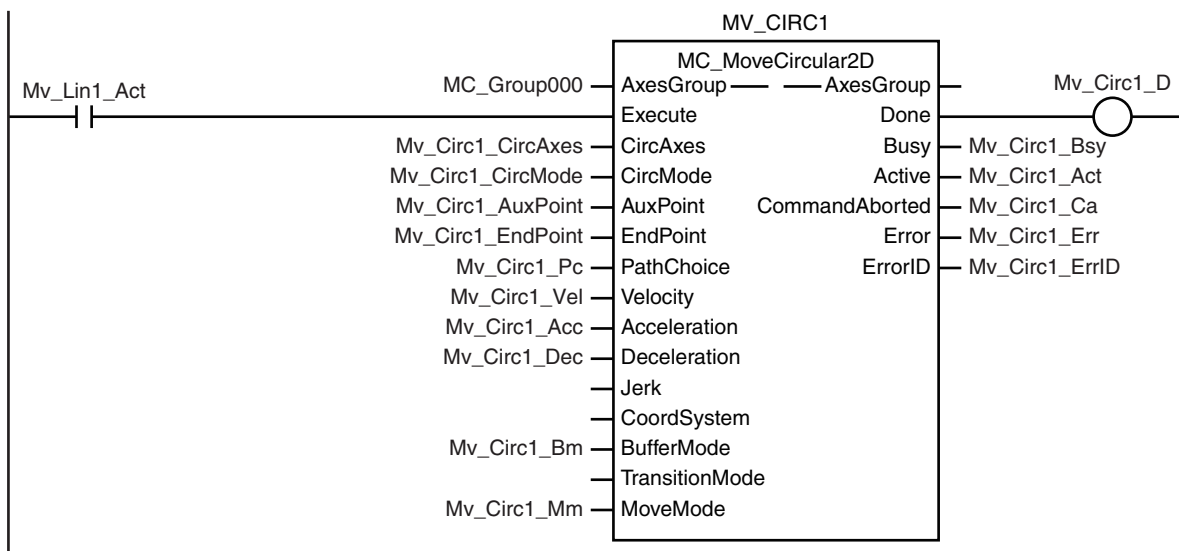 MV_CIRC1
MC_MoveCircular2D
Mv_Lin1_Act MC_Group000 AxesGroup AxesGroup Mv_Circ1_D
Execute Done
Mv_Circ1_CircAxes CircAxes Busy Mv_Circ1_Bsy
Mv_Circ1_CircMode CircMode Active Mv_Circ1_Act
Mv_Circ1_AuxPoint AuxPoint CommandAborted Mv_Circ1_Ca
Mv_Circ1_EndPoint EndPoint Error Mv_Circ1_Err
Mv_Circ1_Pc PathChoice ErrorID Mv_Circ1_ErrID
Mv_Circ1_Vel Velocity
Mv_Circ1_Acc Acceleration
Mv_Circ1_Dec Deceleration
Jerk
CoordSystem
Mv_Circ1_Bm BufferMode
TransitionMode
Mv_Circ1_Mm MoveMode